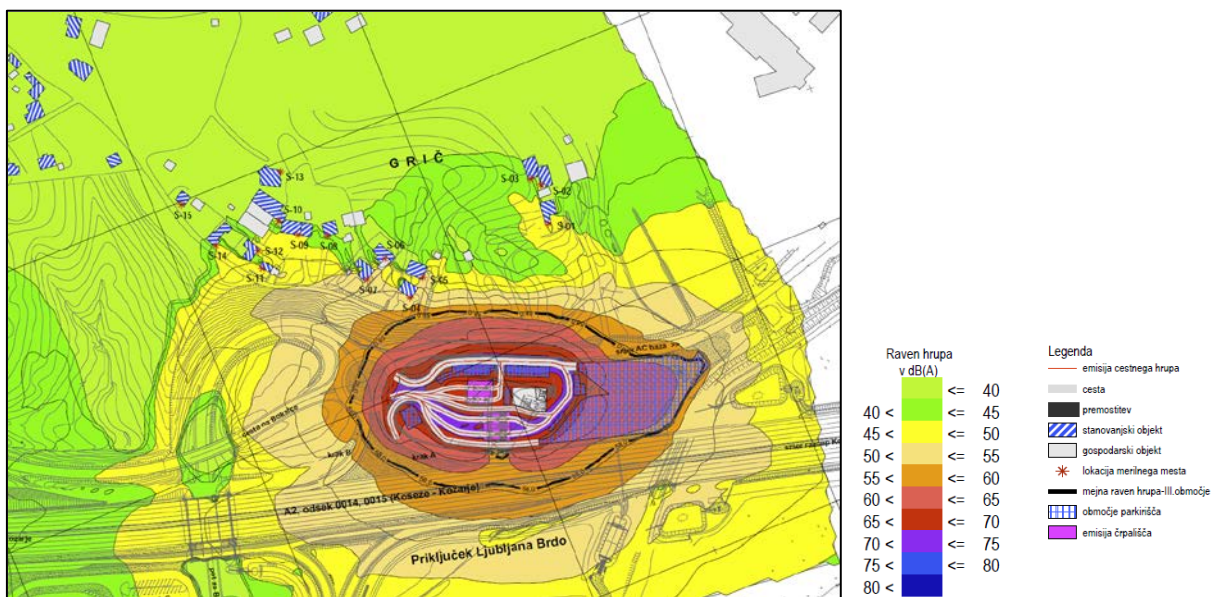 GRIČ
S-03
S-13
S-02
S-15
S-10
S-01
S-09
S-08
S-14
S-12
S-06
S-11
S-07
S-05
S-04
cesta na Bokalce
krak B
krak A
A2, odsek 0014, 0015 (Koseze - Kozarje)
Priključek Ljubljana Brdo
Raven hrupa
v dB(A)
<= 40
40 < <= 45
45 < <= 50
50 < <= 55
55 < <= 60
60 < <= 65
65 < <= 70
70 < <= 75
75 < <= 80
80 <
Legenda
emisija cestnega hrupa
cesta
premostitev
stanovanjski objekt
gospodarski objekt
lokacija merilnega mesta
mejna raven hrupa-III.območje
območje parkirišča
emisija črpališča